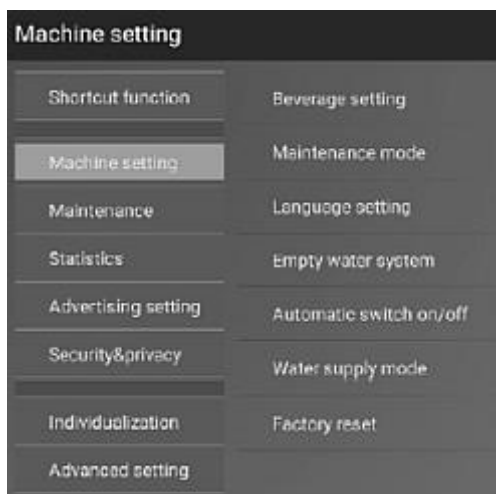 Machine setting
Shortcut function
Machine setting
Maintenance
Statistics
Advertising setting
Security&privacy
Individualization
Advanced setting
Beverage setting
Maintenance mode
Language setting
Empty water system
Automatic switch on/off
Water supply mode
Factory reset